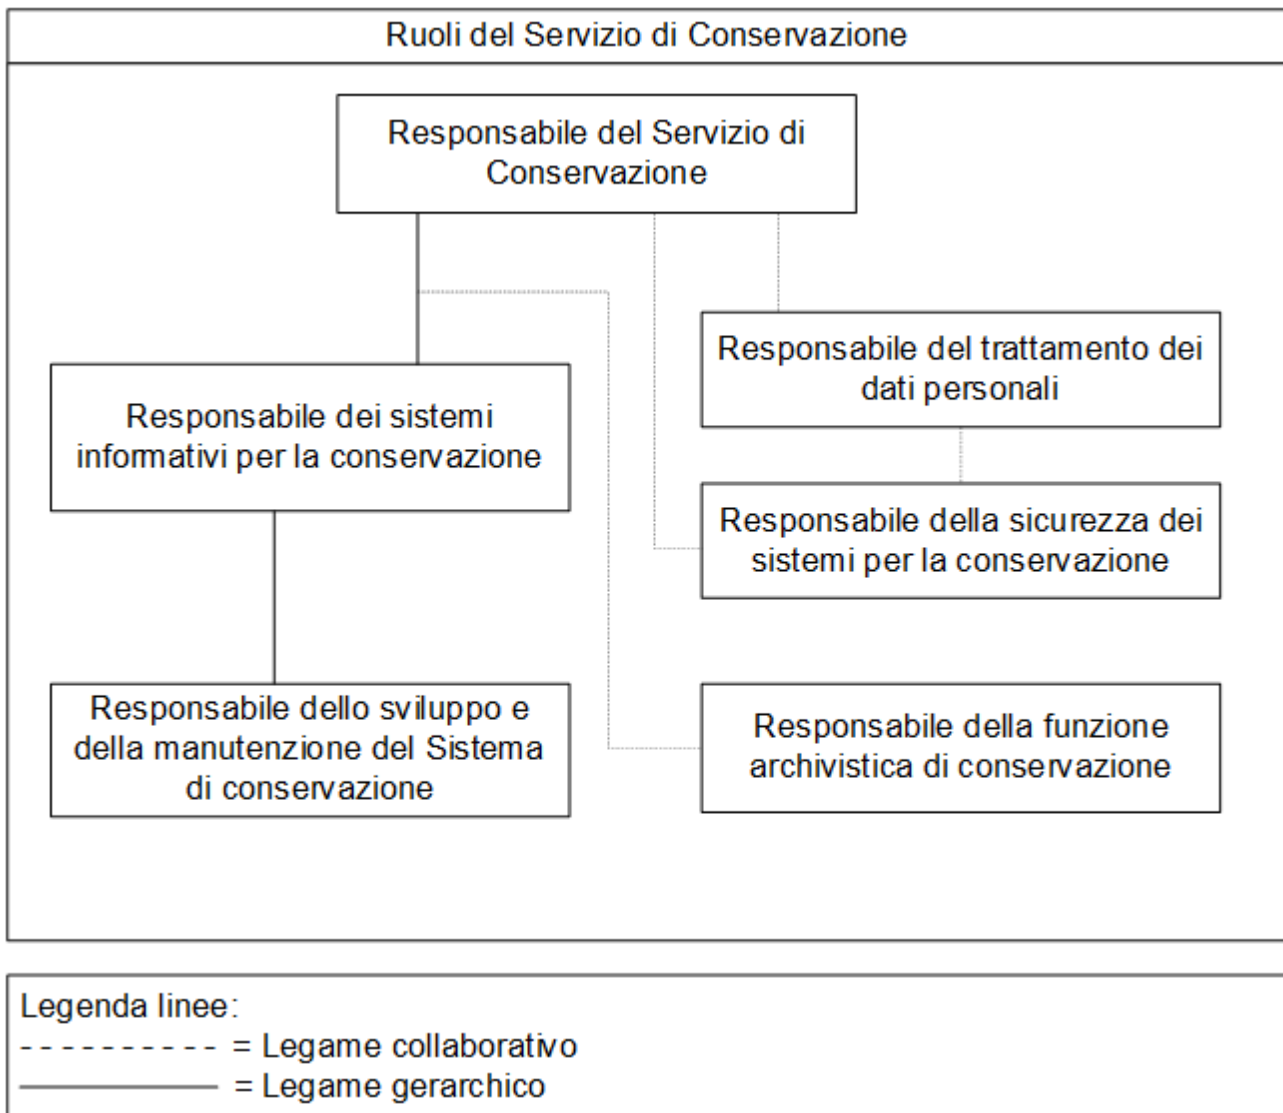 Ruoli del Servizio di Conservazione
Responsabile del Servizio di
Conservazione
Responsabile del trattamento dei
dati personali
Responsabile dei sistemi
informativi per la conservazione
Responsabile della sicurezza dei
sistemi per la conservazione
Responsabile dello sviluppo e
della manutenzione del Sistema
di conservazione
Responsabile della funzione
archivistica di conservazione
Legenda linee:
---------- = Legame collaborativo
——— = Legame gerarchico